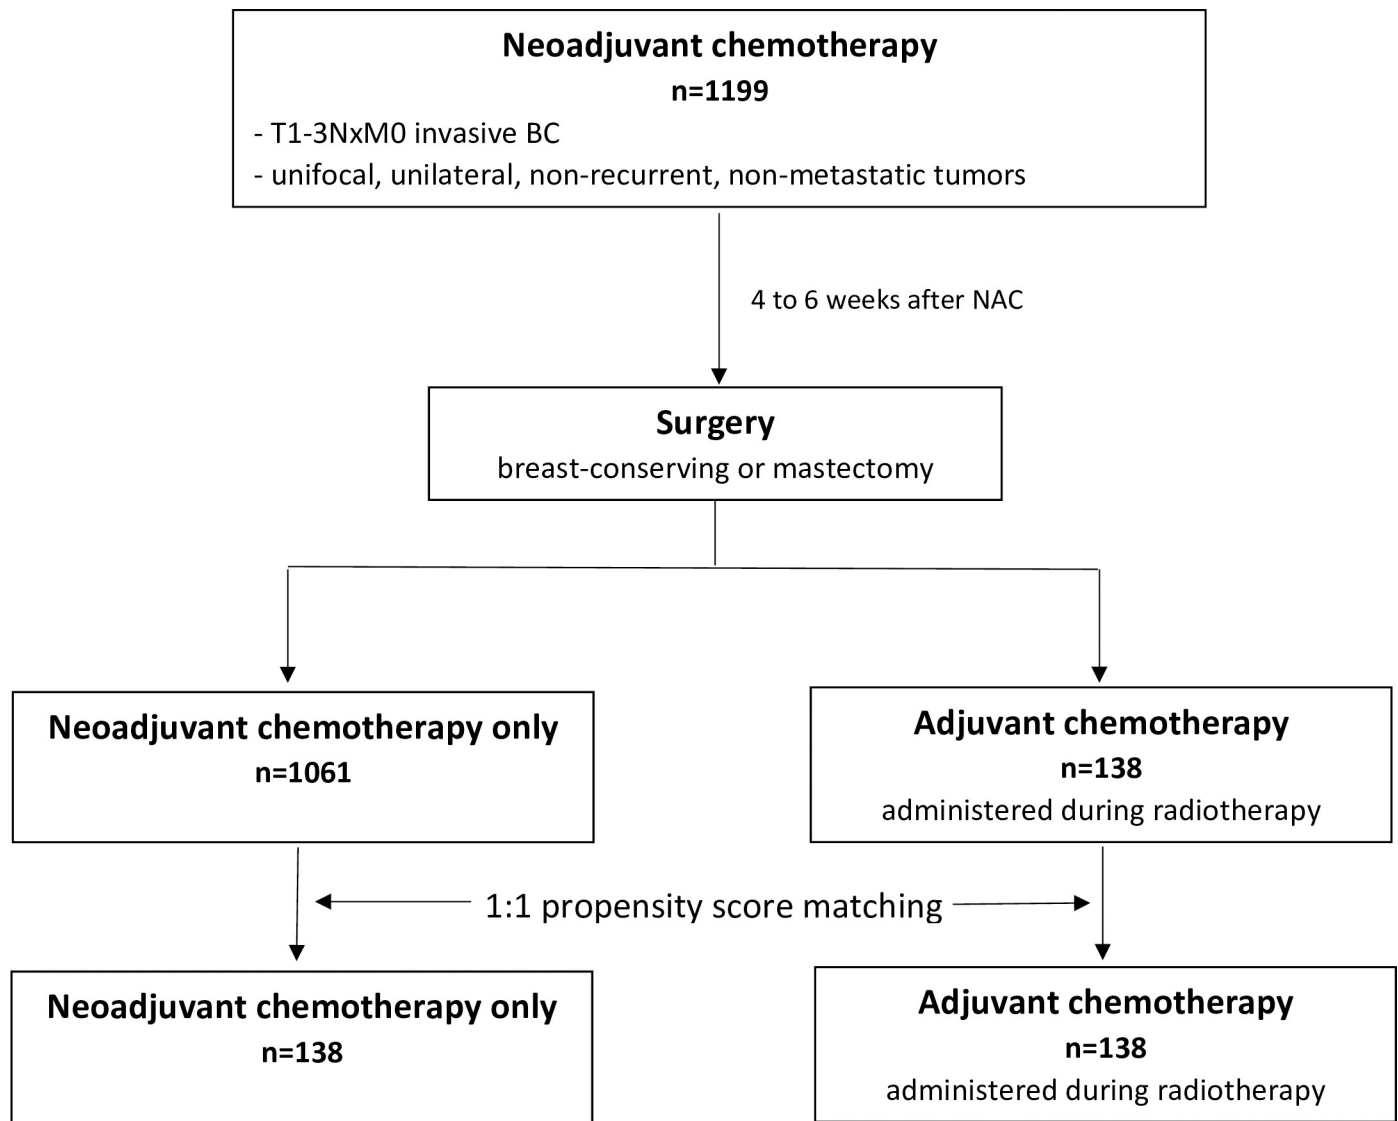 Neoadjuvant chemotherapy
n=1199
- T1-3NxM0 invasive BC
- unifocal, unilateral, non-recurrent, non-metastatic tumors
4 to 6 weeks after NAC
Surgery
breast-conserving or mastectomy
Neoadjuvant chemotherapy only
n=1061
Adjuvant chemotherapy
n=138
administered during radiotherapy
1:1 propensity score matching
Neoadjuvant chemotherapy only
n=138
Adjuvant chemotherapy
n=138
administered during radiotherapy